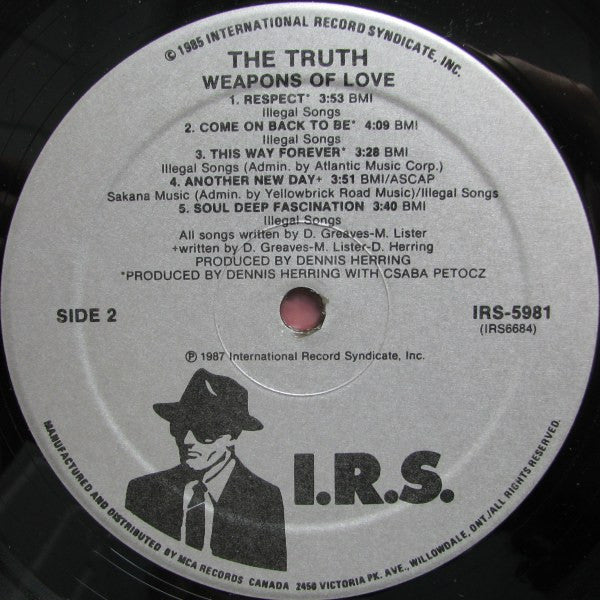 © 1985 INTERNATIONAL RECORD SYNDICATE, INC.
THE TRUTH
WEAPONS OF LOVE
1. RESPECT* 3:53 BMI
Illegal Songs
2. COME ON BACK TO BE* 4:09 BMI
Illegal Songs
3. THIS WAY FOREVER* 3:28 BMI
Illegal Songs (Admin. by Atlantic Music Corp.)
4. ANOTHER NEW DAY+ 3:51 BMI/ASCAP
Sakana Music (Admin. by Yellowbrick Road Music)/Illegal Songs
5. SOUL DEEP FASCINATION 3:40 BMI
Illegal Songs
All songs written by D. Greaves-M. Lister
+written by D. Greaves-M. Lister-D. Herring
PRODUCED BY DENNIS HERRING
*PRODUCED BY DENNIS HERRING WITH CSABA PETOCZ
SIDE 2
IRS-5981
(IRS6684)
℗ 1987 International Record Syndicate, Inc.
I.R.S.
MANUFACTURED AND DISTRIBUTED BY MCA RECORDS CANADA 2450 VICTORIA PK. AVE., WILLOWDALE, ONT./ALL RIGHTS RESERVED.